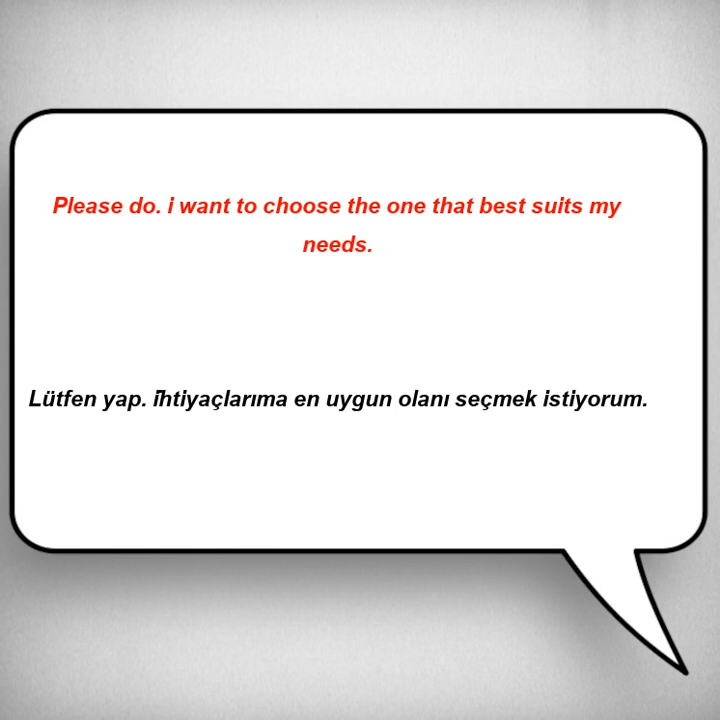 Please do. i want to choose the one that best suits my
needs.
Lütfen yap. i̇htiyaçlarıma en uygun olanı seçmek istiyorum.